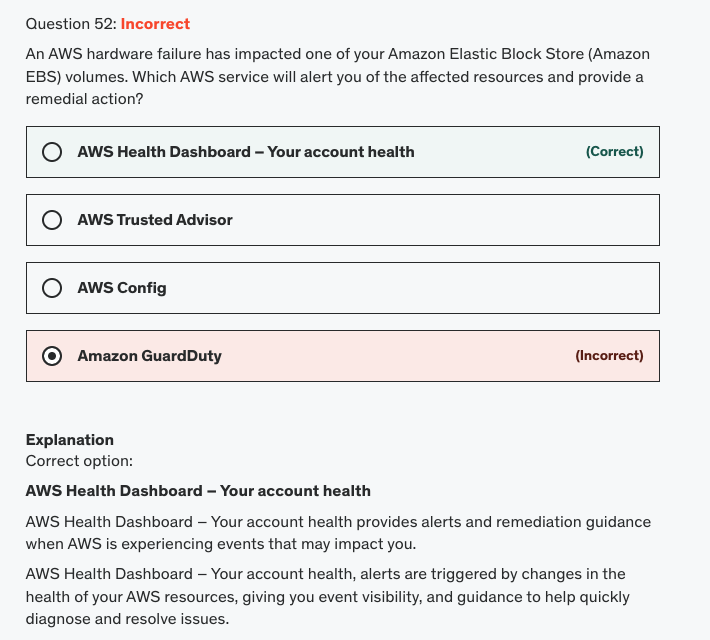 Question 52: Incorrect
An AWS hardware failure has impacted one of your Amazon Elastic Block Store (Amazon
EBS) volumes. Which AWS service will alert you of the affected resources and provide a
remedial action?
AWS Health Dashboard – Your account health (Correct)
AWS Trusted Advisor
AWS Config
Amazon GuardDuty (Incorrect)
Explanation
Correct option:
AWS Health Dashboard – Your account health
AWS Health Dashboard – Your account health provides alerts and remediation guidance
when AWS is experiencing events that may impact you.
AWS Health Dashboard – Your account health, alerts are triggered by changes in the
health of your AWS resources, giving you event visibility, and guidance to help quickly
diagnose and resolve issues.